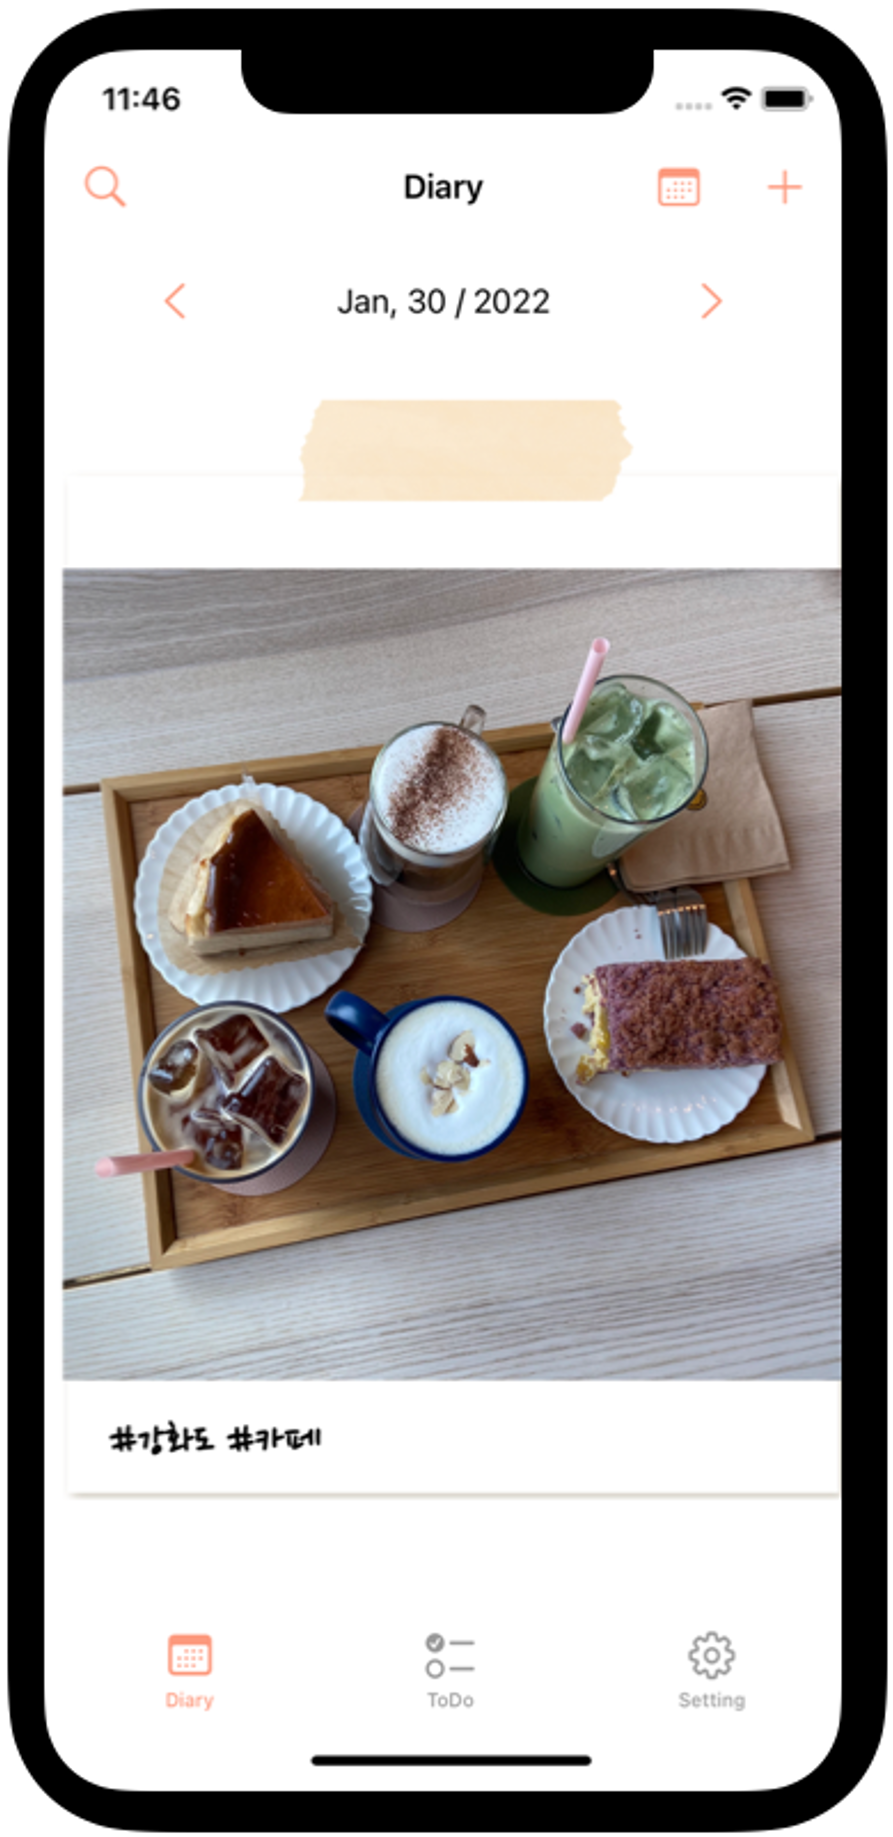 11:46
Diary
Jan, 30 / 2022
#강화도 #카페
Diary
ToDo
Setting